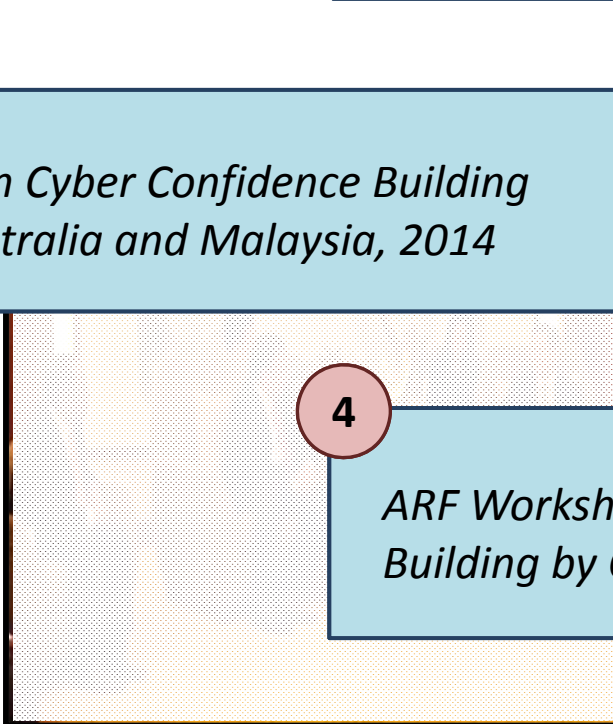 n Cyber Confidence Building
tralia and Malaysia, 2014
4
ARF Worksh
Building by